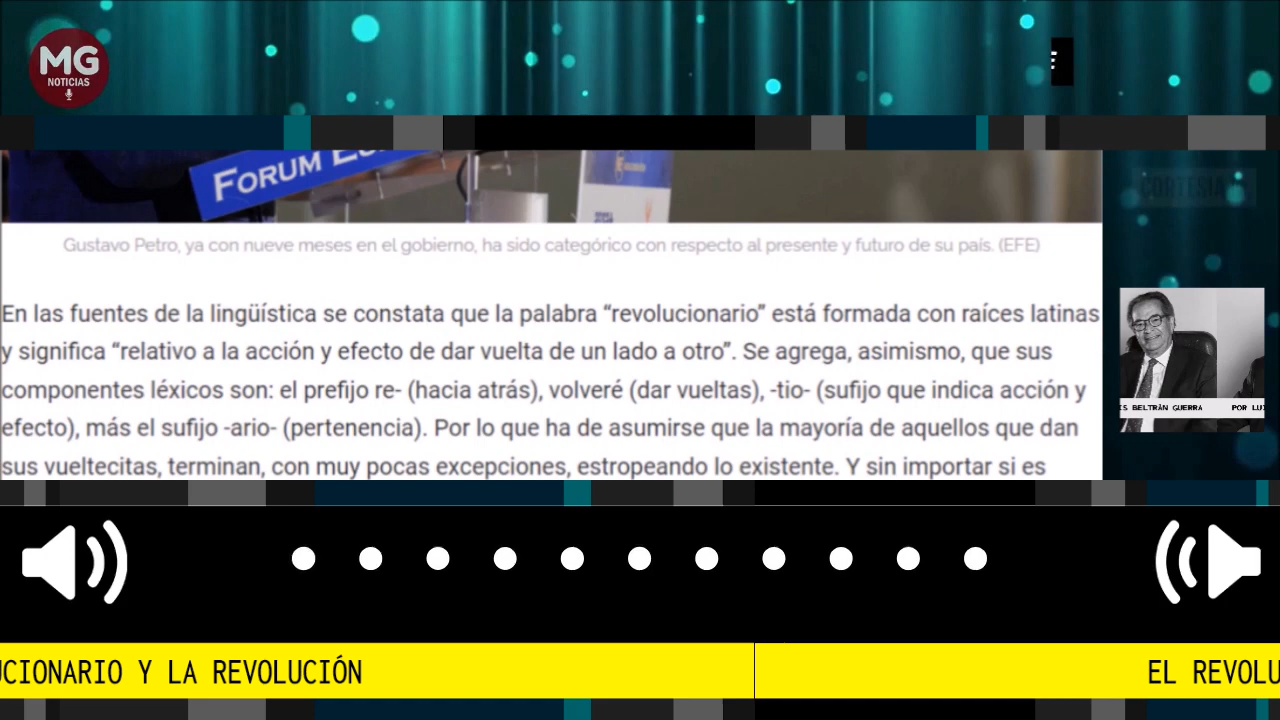 MG
NOTICIAS
FORUM
CORTESÍA
Gustavo Petro, ya con nueve meses en el gobierno, ha sido categórico con respecto al presente y futuro de su país. (EFE)
En las fuentes de la lingüística se constata que la palabra “revolucionario” está formada con raíces latinas
y significa “relativo a la acción y efecto de dar vuelta de un lado a otro”. Se agrega, asimismo, que sus
componentes léxicos son: el prefijo re- (hacia atrás), volveré (dar vueltas), -tio- (sufijo que indica acción y
efecto), más el sufijo -ario- (pertenencia). Por lo que ha de asumirse que la mayoría de aquellos que dan
sus vueltecitas, terminan, con muy pocas excepciones, estropeando lo existente. Y sin importar si es
IS BELTRÁN GUERRA POR LUI
UCIONARIO Y LA REVOLUCIÓN
EL REVOLU